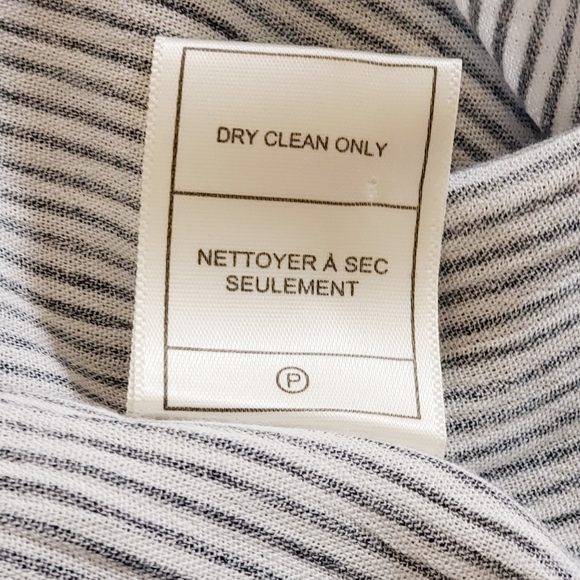 DRY CLEAN ONLY
NETTOYER À SEC
SEULEMENT
P